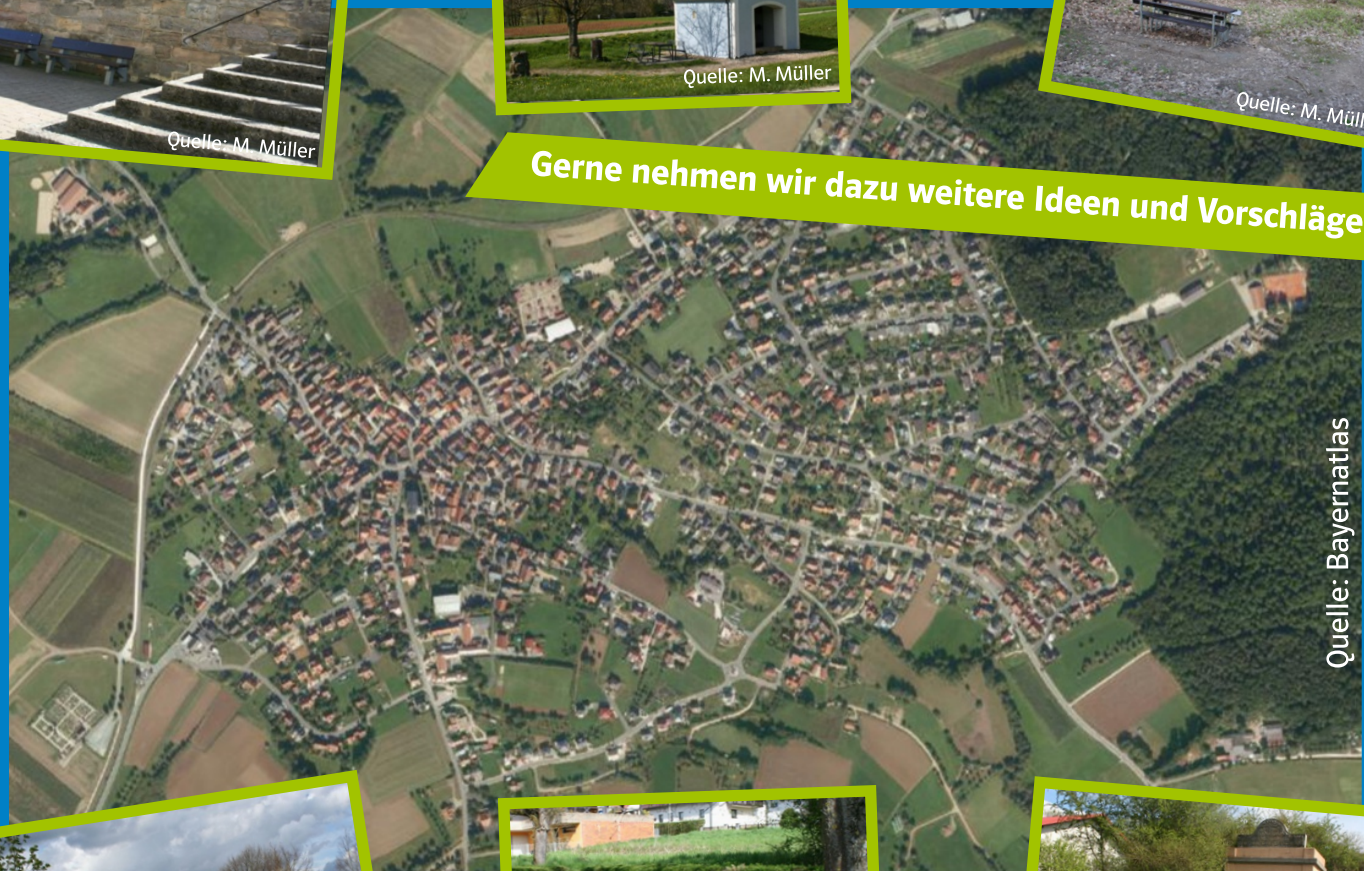 Quelle: M. Müller
Quelle: M. Müller
Quelle: M. Müll
Gerne nehmen wir dazu weitere Ideen und Vorschläge
Quelle: Bayernatlas